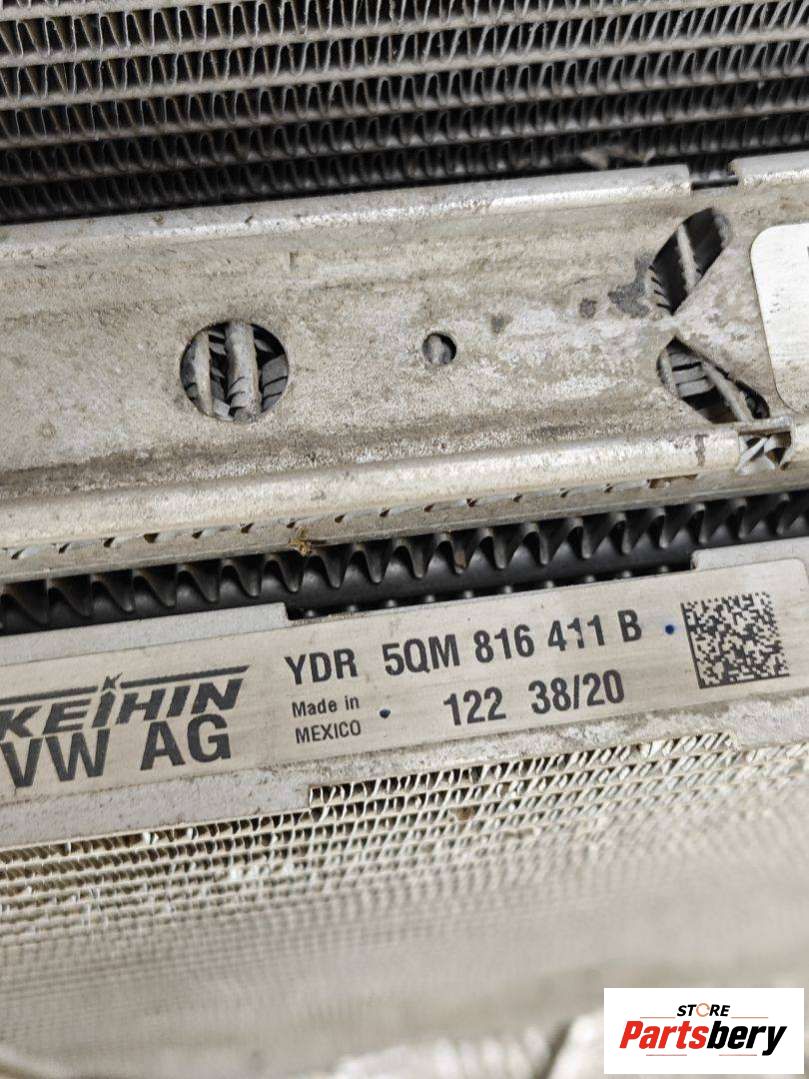 KEIHIN
VW AG
YDR 5QM 816 411 B
Made in
MEXICO
122 38/20
STORE
Partsbery